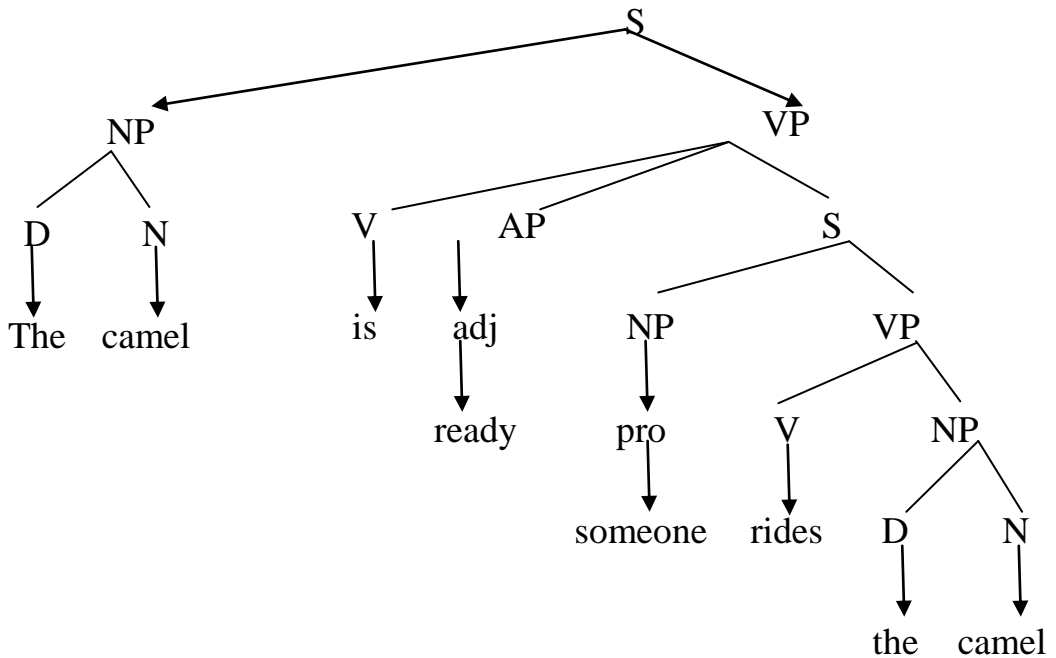 S
NP VP
D N V AP S
The camel is adj NP VP
ready pro V NP
someone rides D N
the camel